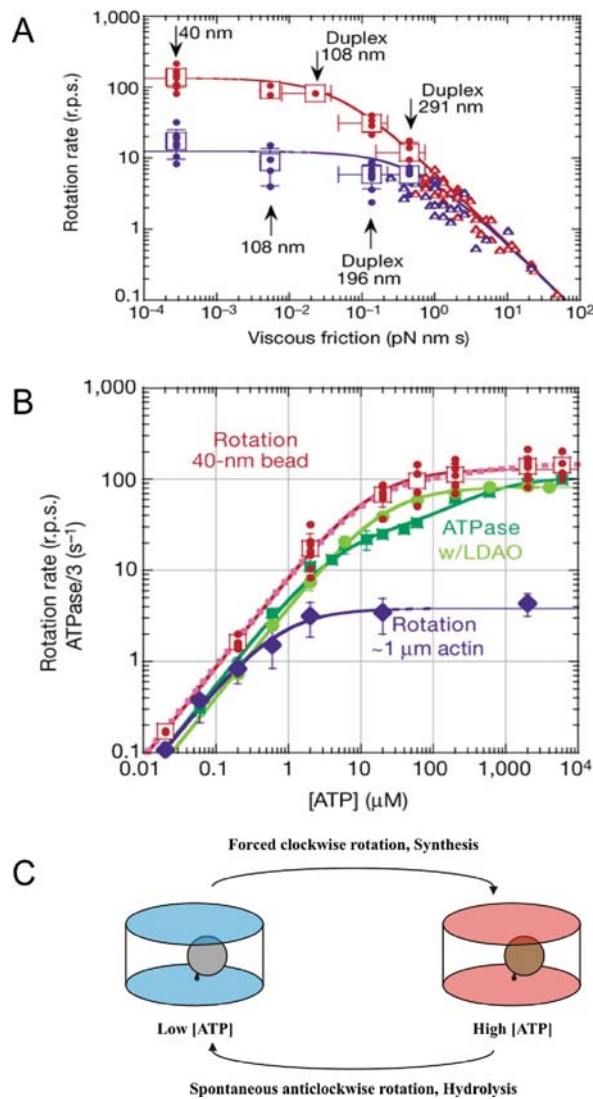 A
1,000
100
10
1
0.1
Rotation rate (r.p.s.)
40 nm
Duplex
108 nm
Duplex
291 nm
108 nm
Duplex
196 nm
10⁻⁴ 10⁻³ 10⁻² 10⁻¹ 10⁰ 10¹ 10²
Viscous friction (pN nm s)
B
1,000
100
10
1
0.1
Rotation rate (r.p.s.)
ATPase/3 (s⁻¹)
Rotation
40-nm bead
ATPase
w/LDAO
Rotation
~1 μm actin
0.01 0.1 1 10 100 1,000 10⁴
[ATP] (μM)
C
Forced clockwise rotation, Synthesis
Low [ATP] High [ATP]
Spontaneous anticlockwise rotation, Hydrolysis